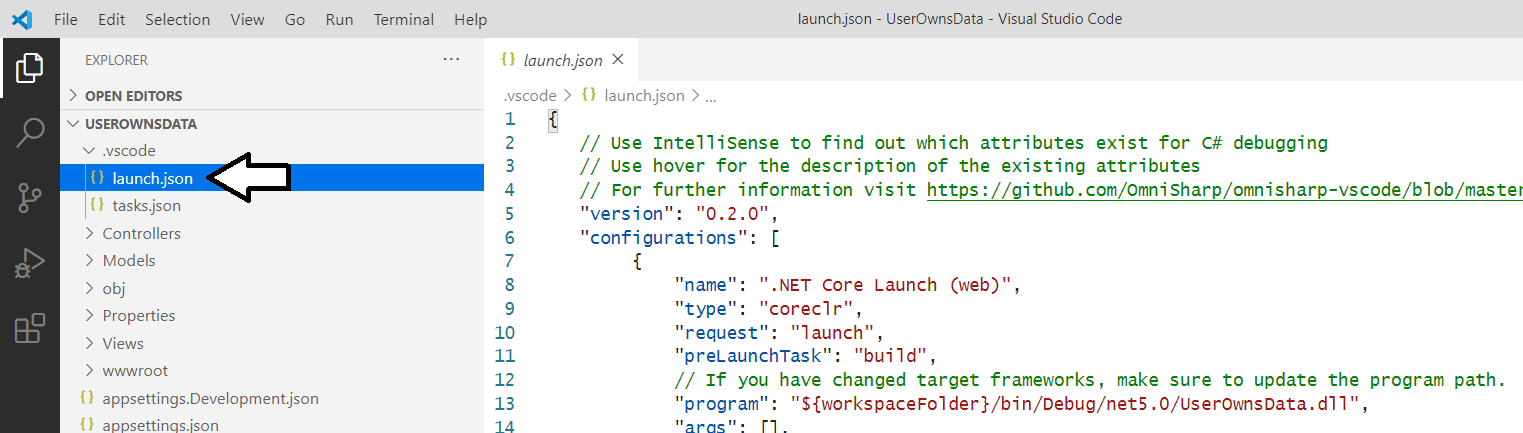 File Edit Selection View Go Run Terminal Help
launch.json - UserOwnsData - Visual Studio Code
EXPLORER
···
OPEN EDITORS
USEROWNSDATA
.vscode
{} launch.json
{} tasks.json
Controllers
Models
obj
Properties
Views
wwwroot
{} appsettings.Development.json
{} appsettings.json
{} launch.json ×
.vscode > {} launch.json > ...
1 {
2 // Use IntelliSense to find out which attributes exist for C# debugging
3 // Use hover for the description of the existing attributes
4 // For further information visit https://github.com/OmniSharp/omnisharp-vscode/blob/master
5 "version": "0.2.0",
6 "configurations": [
7 {
8 "name": ".NET Core Launch (web)",
9 "type": "coreclr",
10 "request": "launch",
11 "preLaunchTask": "build",
12 // If you have changed target frameworks, make sure to update the program path.
13 "program": "${workspaceFolder}/bin/Debug/net5.0/UserOwnsData.dll",
14 "args": [],